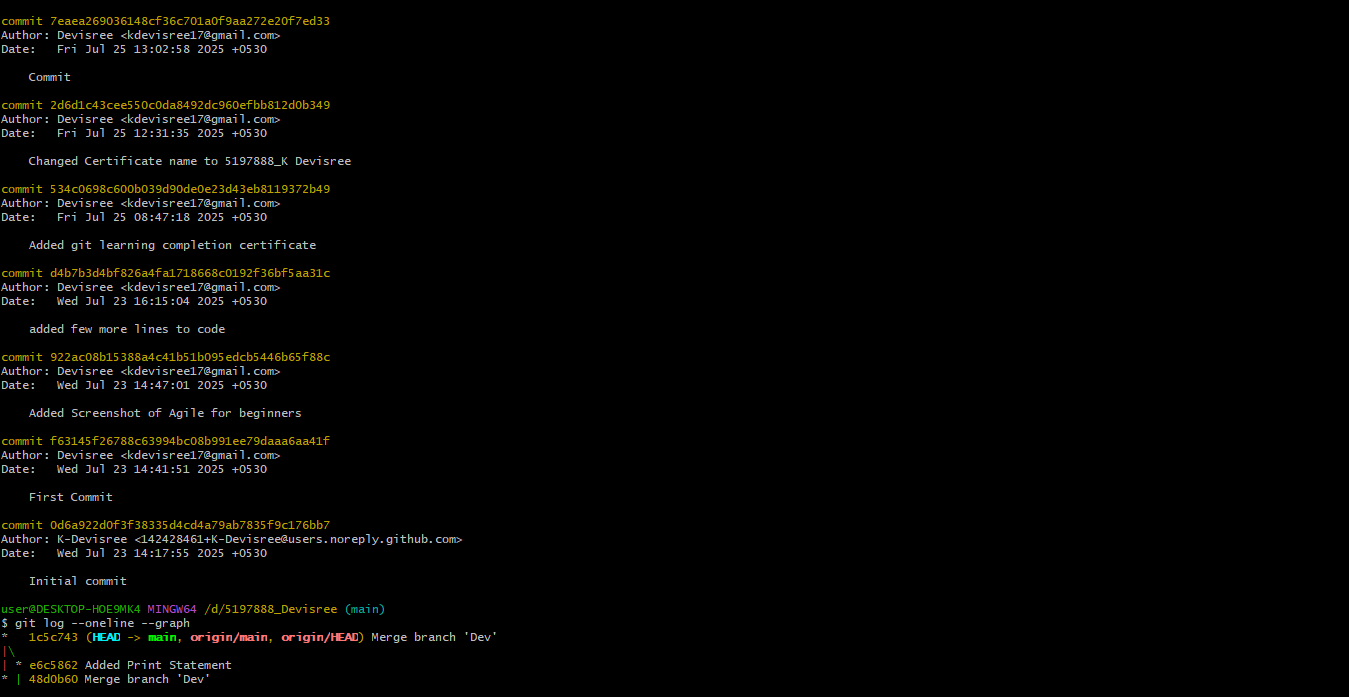 commit 7eaea269036148cf36c701a0f9aa272e20f7ed33
Author: Devisree <kdevisree17@gmail.com>
Date:   Fri Jul 25 13:02:58 2025 +0530
    Commit
commit 2d6d1c43cee550c0da8492dc960efbb812d0b349
Author: Devisree <kdevisree17@gmail.com>
Date:   Fri Jul 25 12:31:35 2025 +0530
    Changed Certificate name to 5197888_K Devisree
commit 534c0698c600b039d90de0e23d43eb8119372b49
Author: Devisree <kdevisree17@gmail.com>
Date:   Fri Jul 25 08:47:18 2025 +0530
    Added git learning completion certificate
commit d4b7b3d4bf826a4fa1718668c0192f36bf5aa31c
Author: Devisree <kdevisree17@gmail.com>
Date:   Wed Jul 23 16:15:04 2025 +0530
    added few more lines to code
commit 922ac08b15388a4c41b51b095edcb5446b65f88c
Author: Devisree <kdevisree17@gmail.com>
Date:   Wed Jul 23 14:47:01 2025 +0530
    Added Screenshot of Agile for beginners
commit f63145f26788c63994bc08b991ee79daaa6aa41f
Author: Devisree <kdevisree17@gmail.com>
Date:   Wed Jul 23 14:41:51 2025 +0530
    First Commit
commit 0d6a922d0f3f38335d4cd4a79ab7835f9c176bb7
Author: K-Devisree <142428461+K-Devisree@users.noreply.github.com>
Date:   Wed Jul 23 14:17:55 2025 +0530
    Initial commit
user@DESKTOP-HOE9MK4 MINGW64 /d/5197888_Devisree (main)
$ git log --oneline --graph
*   1c5c743 (HEAD -> main, origin/main, origin/HEAD) Merge branch 'Dev'
|\
| * e6c5862 Added Print Statement
* | 48d0b60 Merge branch 'Dev'